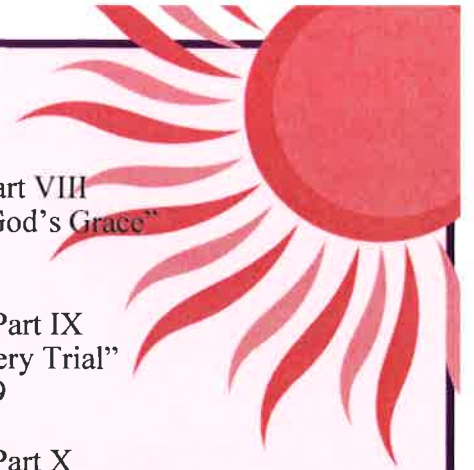 art VIII
God's Grace”
Part IX
ery Trial”
9
Part X